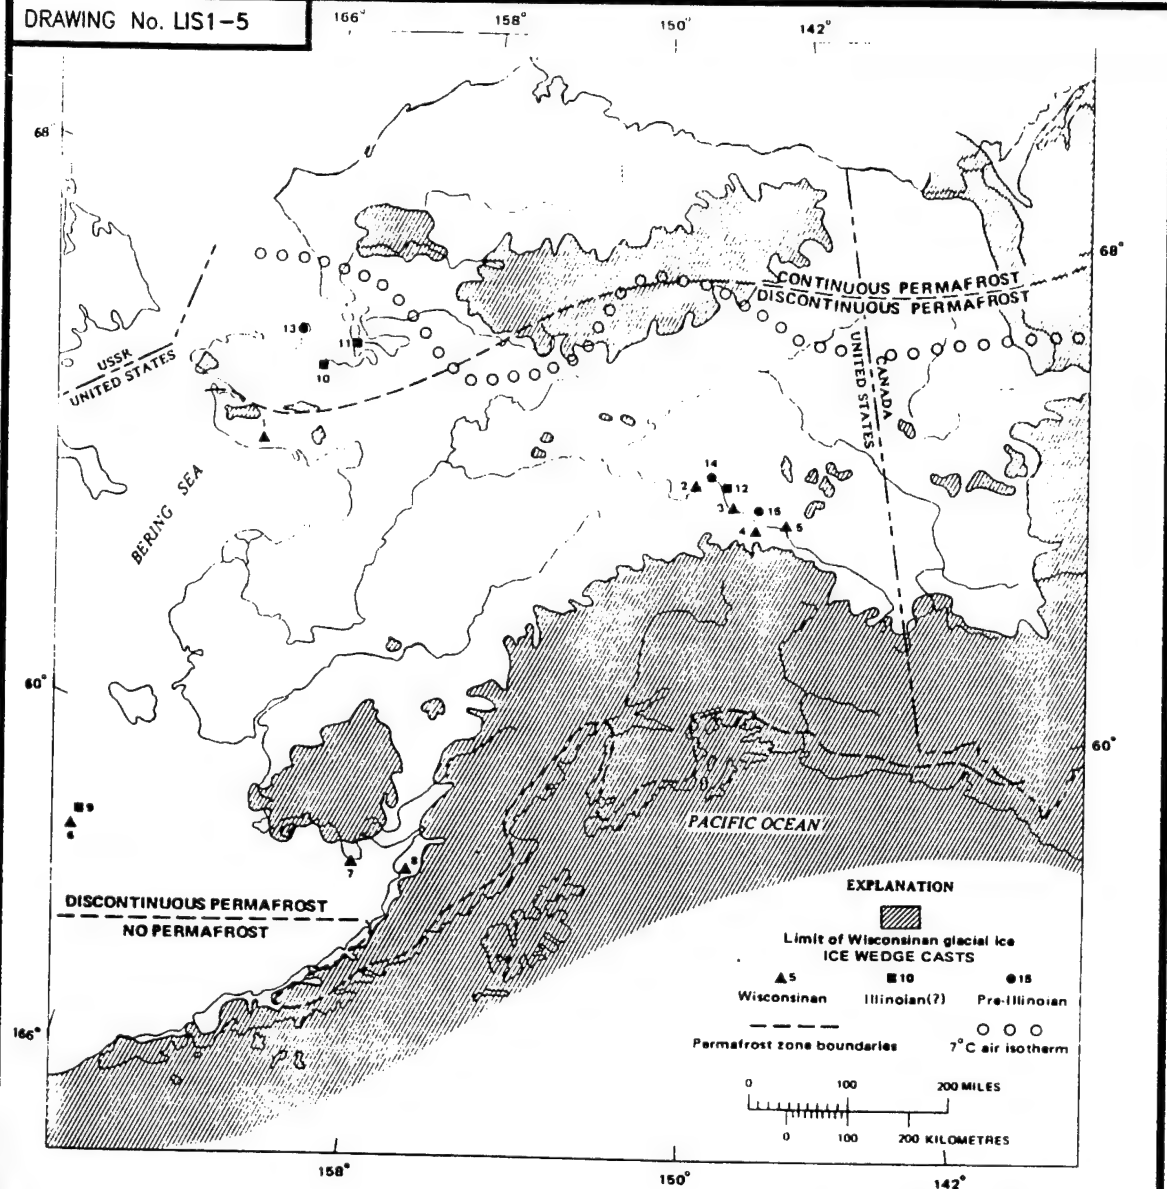 DRAWING No. LIS1-5
166°
158°
150°
142°
68°
68°
CONTINUOUS PERMAFROST
DISCONTINUOUS PERMAFROST
13
11
10
USSR
UNITED STATES
UNITED STATES
CANADA
BERING SEA
14
2
12
3
15
4
5
60°
60°
PACIFIC OCEAN
9
6
7
8
DISCONTINUOUS PERMAFROST
NO PERMAFROST
EXPLANATION
Limit of Wisconsinan glacial ice
ICE WEDGE CASTS
5
10
15
Wisconsinan
Illinoian(?)
Pre-Illinoian
Permafrost zone boundaries
7°C air isotherm
0 100 200 MILES
0 100 200 KILOMETRES
166°
158°
150°
142°